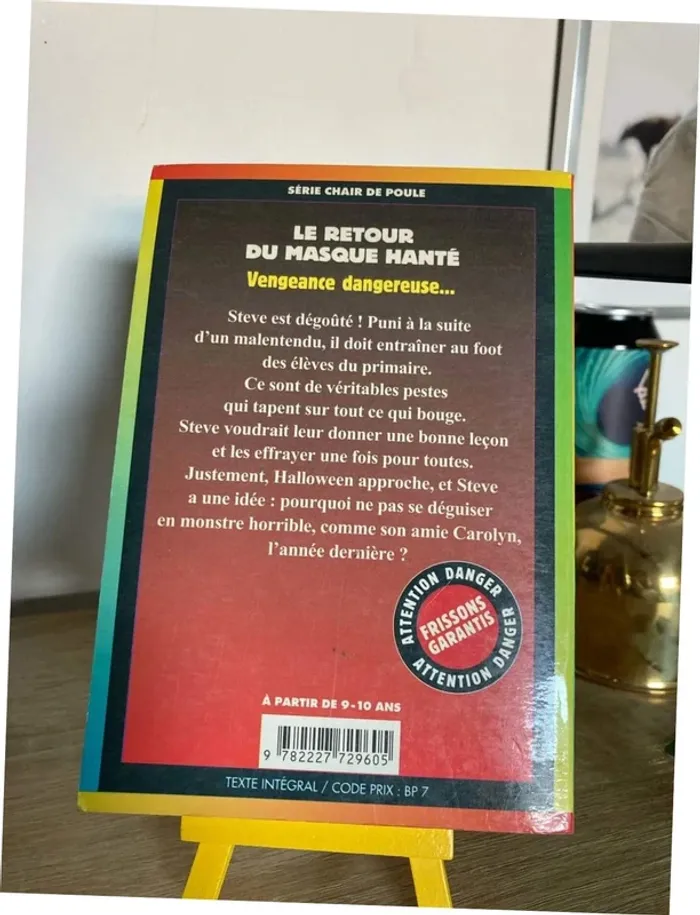 SÉRIE CHAIR DE POULE
LE RETOUR
DU MASQUE HANTÉ
Vengeance dangereuse...
Steve est dégoûté ! Puni à la suite
d'un malentendu, il doit entraîner au foot
des élèves du primaire.
Ce sont de véritables pestes
qui tapent sur tout ce qui bouge.
Steve voudrait leur donner une bonne leçon
et les effrayer une fois pour toutes.
Justement, Halloween approche, et Steve
a une idée : pourquoi ne pas se déguiser
en monstre horrible, comme son amie Carolyn,
l'année dernière ?
ATTENTION DANGER
FRISSONS
GARANTIS
ATTENTION DANGER
À PARTIR DE 9-10 ANS
9 782227 729605
TEXTE INTÉGRAL / CODE PRIX : BP 7